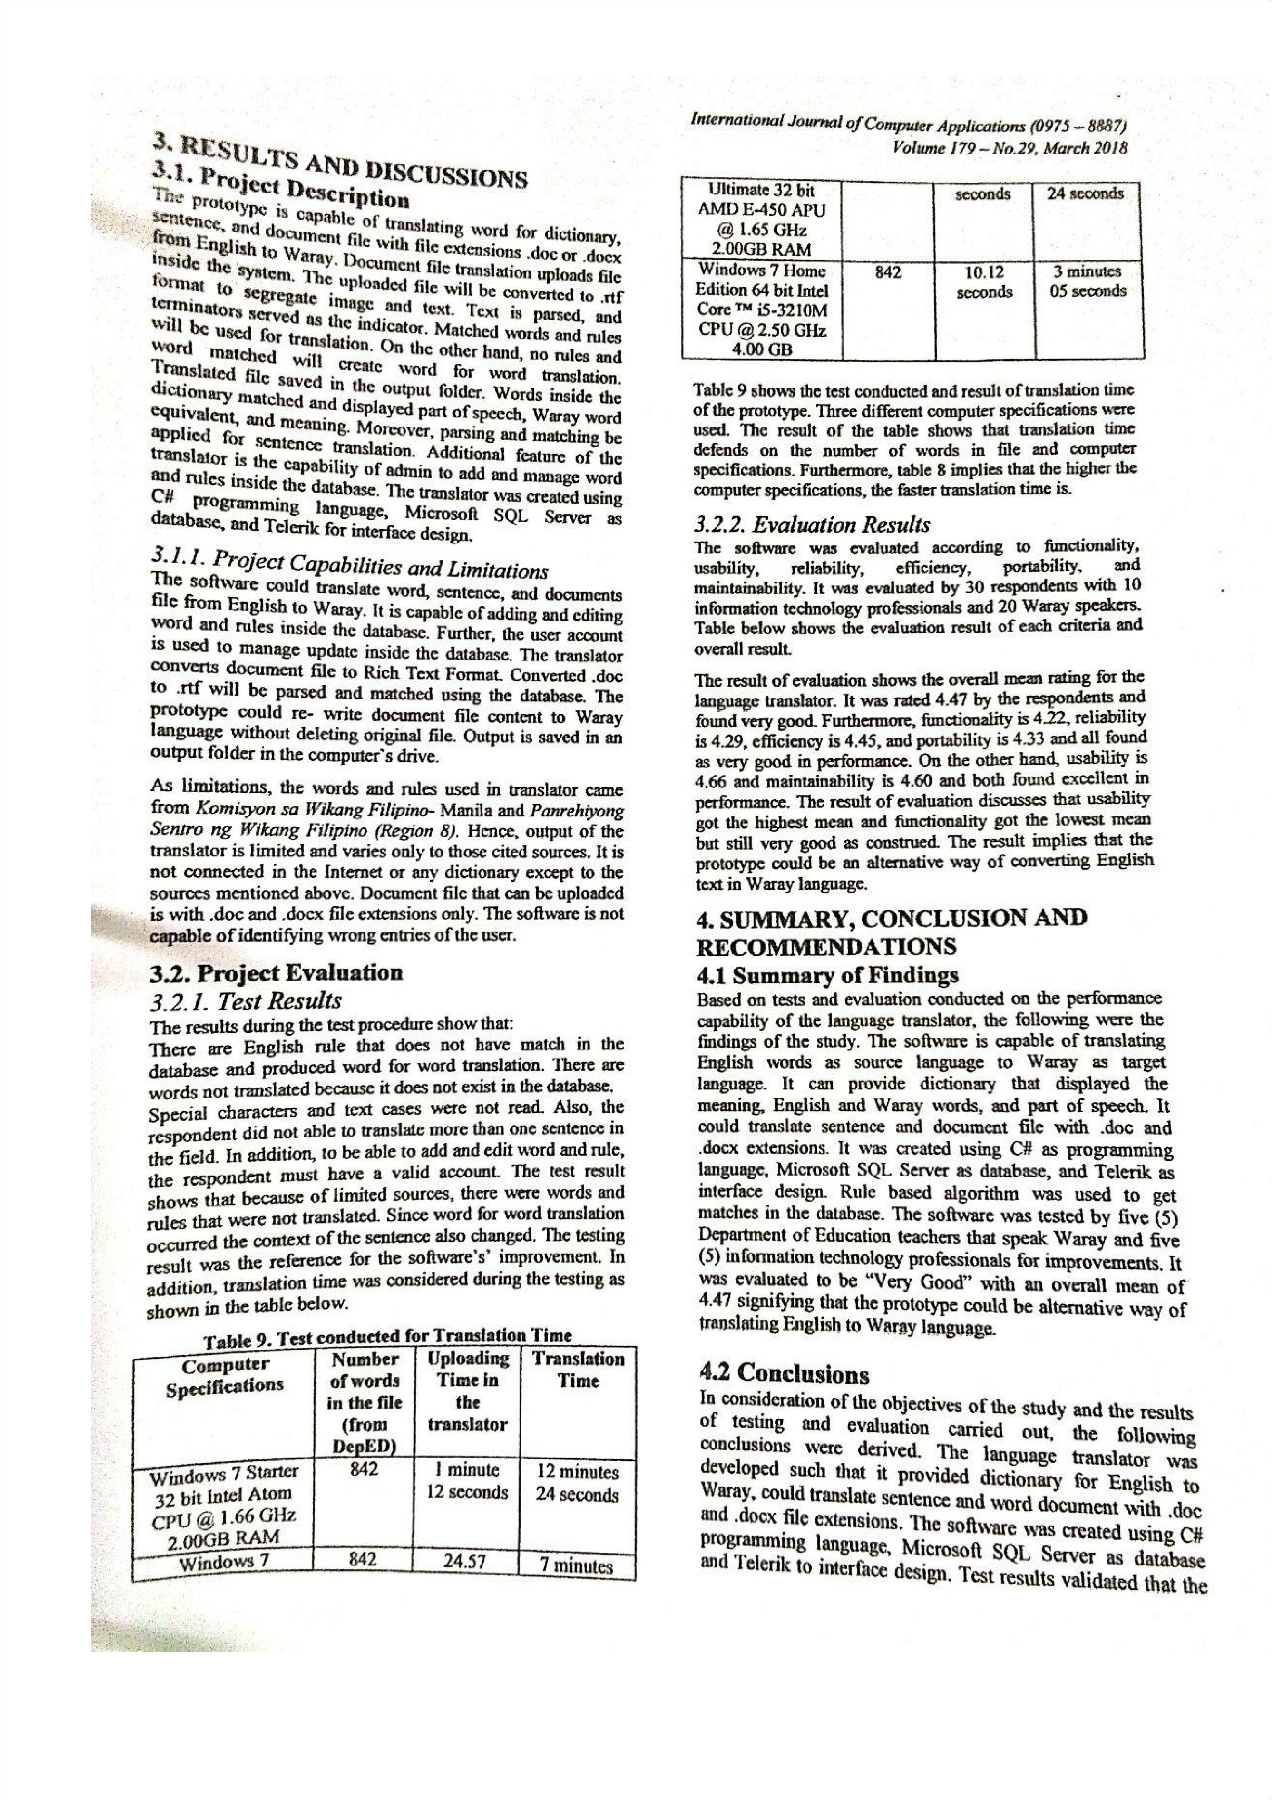 3. RESULTS AND DISCUSSIONS
3.1. Project Description
The prototype is capable of translating word for dictionary,
sentence, and document file with file extensions .doc or .docx
from English to Waray. Document file translation uploads file
inside the system. The uploaded file will be converted to .rtf
format to segregate image and text. Text is parsed, and
terminators served as the indicator. Matched words and rules
will be used for translation. On the other hand, no rules and
word matched will create word for word translation.
Translated file saved in the output folder. Words inside the
dictionary matched and displayed part of speech, Waray word
equivalent, and meaning. Moreover, parsing and matching be
applied for sentence translation. Additional feature of the
translator is the capability of admin to add and manage word
and rules inside the database. The translator was created using
C# programming language, Microsoft SQL Server as
database, and Telerik for interface design.
3.1.1. Project Capabilities and Limitations
The software could translate word, sentence, and documents
file from English to Waray. It is capable of adding and editing
word and rules inside the database. Further, the user account
is used to manage update inside the database. The translator
converts document file to Rich Text Format. Converted .doc
to .rtf will be parsed and matched using the database. The
prototype could re- write document file content to Waray
language without deleting original file. Output is saved in an
output folder in the computer's drive.
As limitations, the words and rules used in translator came
from Komisyon sa Wikang Filipino- Manila and Panrehiyong
Sentro ng Wikang Filipino (Region 8). Hence, output of the
translator is limited and varies only to those cited sources. It is
not connected in the Internet or any dictionary except to the
sources mentioned above. Document file that can be uploaded
is with .doc and .docx file extensions only. The software is not
capable of identifying wrong entries of the user.
3.2. Project Evaluation
3.2.1. Test Results
The results during the test procedure show that:
There are English rule that does not have match in the
database and produced word for word translation. There are
words not translated because it does not exist in the database.
Special characters and text cases were not read. Also, the
respondent did not able to translate more than one sentence in
the field. In addition, to be able to add and edit word and rule,
the respondent must have a valid account. The test result
shows that because of limited sources, there were words and
rules that were not translated. Since word for word translation
occurred the context of the sentence also changed. The testing
result was the reference for the software's' improvement. In
addition, translation time was considered during the testing as
shown in the table below.
Table 9. Test conducted for Translation Time
Computer Number Uploading Translation
Specifications of words Time in Time
in the file the
(from translator
DepED)
Windows 7 Starter 842 1 minute 12 minutes
32 bit Intel Atom 12 seconds 24 seconds
CPU @ 1.66 GHz
2.00GB RAM
Windows 7 842 24.57 7 minutes
International Journal of Computer Applications (0975 – 8887)
Volume 179 – No.29, March 2018
Ultimate 32 bit seconds 24 seconds
AMD E-450 APU
@ 1.65 GHz
2.00GB RAM
Windows 7 Home 842 10.12 3 minutes
Edition 64 bit Intel seconds 05 seconds
Core ™ i5-3210M
CPU @ 2.50 GHz
4.00 GB
Table 9 shows the test conducted and result of translation time
of the prototype. Three different computer specifications were
used. The result of the table shows that translation time
defends on the number of words in file and computer
specifications. Furthermore, table 8 implies that the higher the
computer specifications, the faster translation time is.
3.2.2. Evaluation Results
The software was evaluated according to functionality,
usability, reliability, efficiency, portability, and
maintainability. It was evaluated by 30 respondents with 10
information technology professionals and 20 Waray speakers.
Table below shows the evaluation result of each criteria and
overall result.
The result of evaluation shows the overall mean rating for the
language translator. It was rated 4.47 by the respondents and
found very good. Furthermore, functionality is 4.22, reliability
is 4.29, efficiency is 4.45, and portability is 4.33 and all found
as very good in performance. On the other hand, usability is
4.66 and maintainability is 4.60 and both found excellent in
performance. The result of evaluation discusses that usability
got the highest mean and functionality got the lowest mean
but still very good as construed. The result implies that the
prototype could be an alternative way of converting English
text in Waray language.
4. SUMMARY, CONCLUSION AND
RECOMMENDATIONS
4.1 Summary of Findings
Based on tests and evaluation conducted on the performance
capability of the language translator, the following were the
findings of the study. The software is capable of translating
English words as source language to Waray as target
language. It can provide dictionary that displayed the
meaning, English and Waray words, and part of speech. It
could translate sentence and document file with .doc and
.docx extensions. It was created using C# as programming
language, Microsoft SQL Server as database, and Telerik as
interface design. Rule based algorithm was used to get
matches in the database. The software was tested by five (5)
Department of Education teachers that speak Waray and five
(5) information technology professionals for improvements. It
was evaluated to be “Very Good” with an overall mean of
4.47 signifying that the prototype could be alternative way of
translating English to Waray language.
4.2 Conclusions
In consideration of the objectives of the study and the results
of testing and evaluation carried out, the following
conclusions were derived. The language translator was
developed such that it provided dictionary for English to
Waray, could translate sentence and word document with .doc
and .docx file extensions. The software was created using C#
programming language, Microsoft SQL Server as database
and Telerik to interface design. Test results validated that the